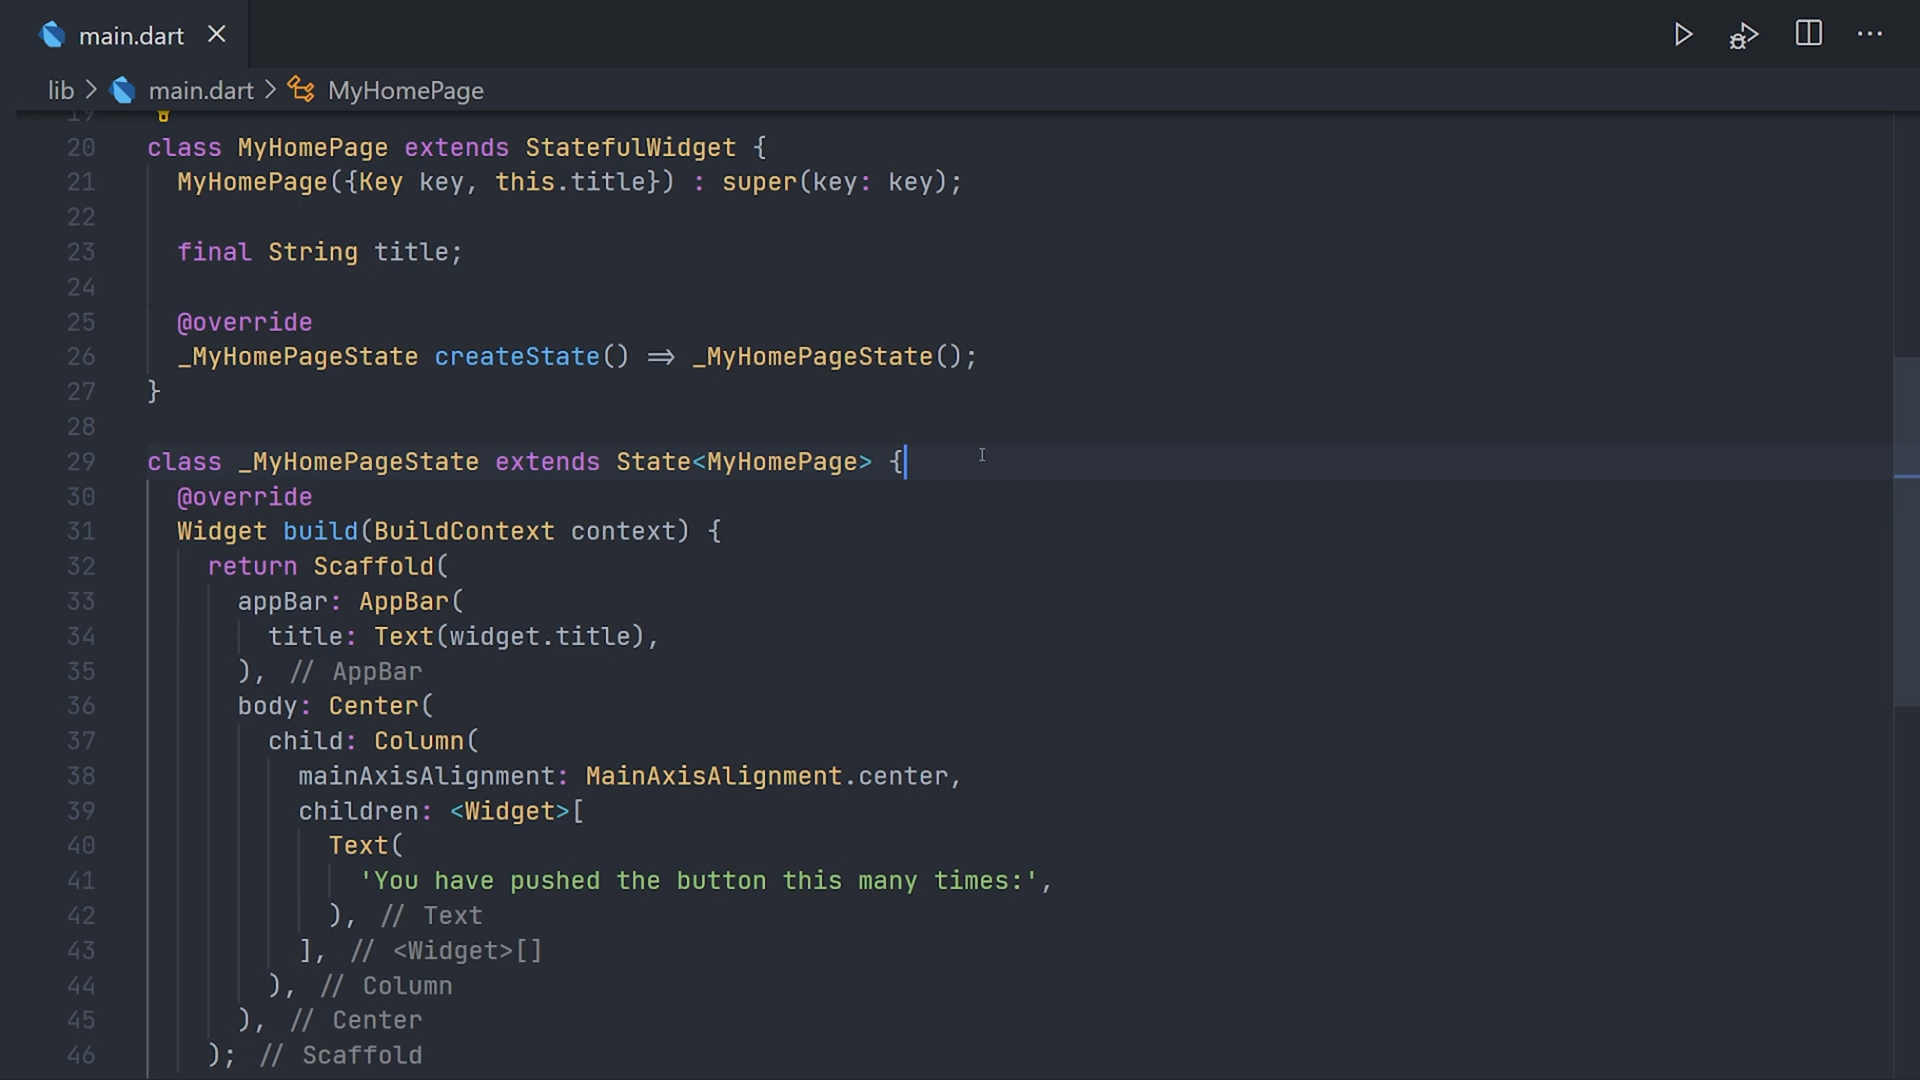 main.dart
lib > main.dart > MyHomePage
19
20 class MyHomePage extends StatefulWidget {
21 MyHomePage({Key key, this.title}) : super(key: key);
22
23 final String title;
24
25 @override
26 _MyHomePageState createState() => _MyHomePageState();
27 }
28
29 class _MyHomePageState extends State<MyHomePage> {
30 @override
31 Widget build(BuildContext context) {
32 return Scaffold(
33 appBar: AppBar(
34 title: Text(widget.title),
35 ), // AppBar
36 body: Center(
37 child: Column(
38 mainAxisAlignment: MainAxisAlignment.center,
39 children: <Widget>[
40 Text(
41 'You have pushed the button this many times:',
42 ), // Text
43 ], // <Widget>[]
44 ), // Column
45 ), // Center
46 ); // Scaffold